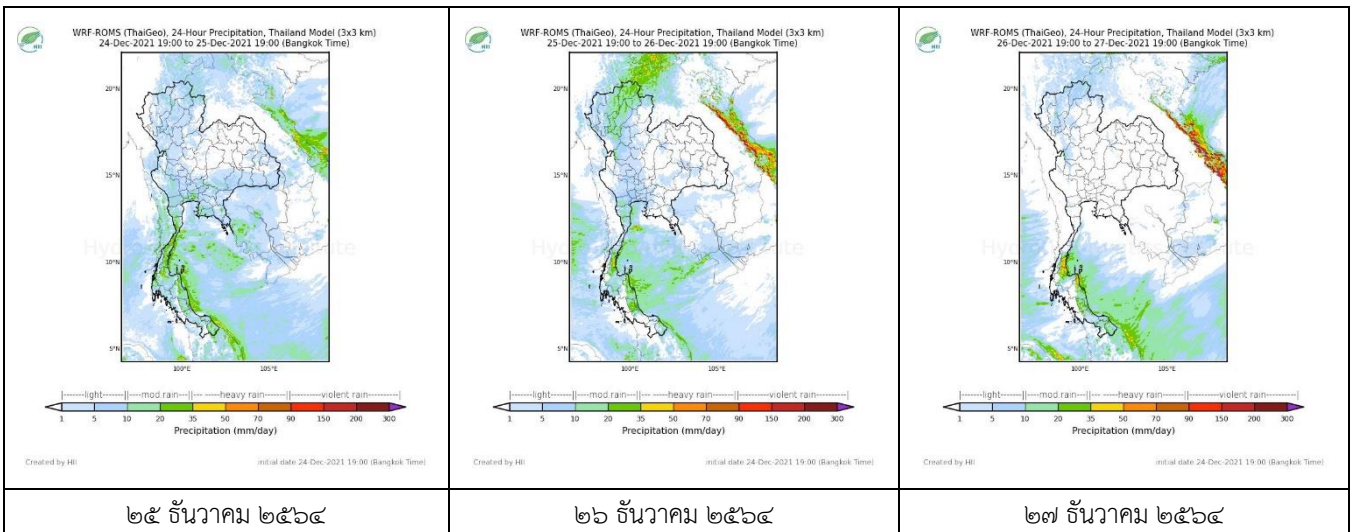 WRF-ROMS (ThaiGeo), 24-Hour Precipitation, Thailand Model (3x3 km)
24-Dec-2021 19:00 to 25-Dec-2021 19:00 (Bangkok Time)
HII
20°N
15°N
10°N
5°N
100°E 105°E
|-------light------||---mod.rain---||--- ---heavy rain---||-------violent rain-------|
1 5 10 20 35 50 70 90 150 200 300
Precipitation (mm/day)
Created by HII initial date 24-Dec-2021 19:00 (Bangkok Time)
๒๕ ธันวาคม ๒๕๖๔
WRF-ROMS (ThaiGeo), 24-Hour Precipitation, Thailand Model (3x3 km)
25-Dec-2021 19:00 to 26-Dec-2021 19:00 (Bangkok Time)
HII
20°N
15°N
10°N
5°N
100°E 105°E
|-------light------||---mod.rain---||--- ---heavy rain---||-------violent rain-------|
1 5 10 20 35 50 70 90 150 200 300
Precipitation (mm/day)
Created by HII initial date 24-Dec-2021 19:00 (Bangkok Time)
๒๖ ธันวาคม ๒๕๖๔
WRF-ROMS (ThaiGeo), 24-Hour Precipitation, Thailand Model (3x3 km)
26-Dec-2021 19:00 to 27-Dec-2021 19:00 (Bangkok Time)
HII
20°N
15°N
10°N
5°N
100°E 105°E
|-------light------||---mod.rain---||--- ---heavy rain---||-------violent rain-------|
1 5 10 20 35 50 70 90 150 200 300
Precipitation (mm/day)
Created by HII initial date 24-Dec-2021 19:00 (Bangkok Time)
๒๗ ธันวาคม ๒๕๖๔